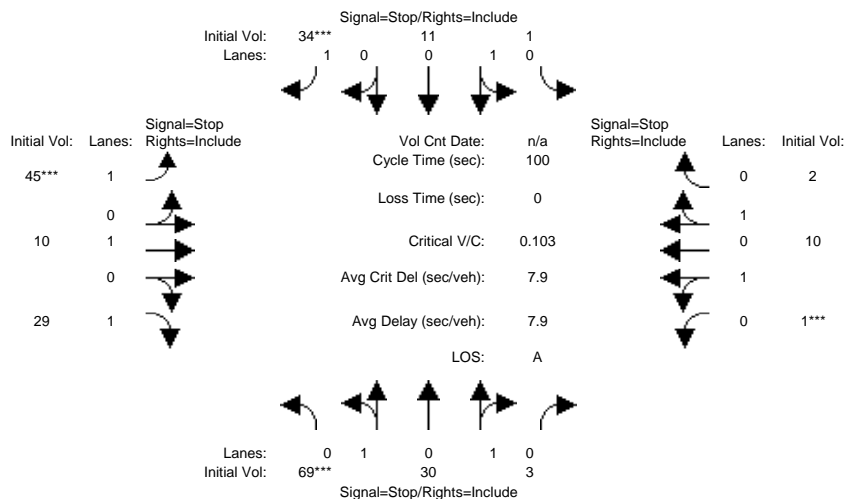 Signal=Stop/Rights=Include
Initial Vol: 34*** 11 1
Lanes: 1 0 0 1 0
Signal=Stop
Initial Vol: Lanes: Rights=Include
Vol Cnt Date: n/a
Signal=Stop
Rights=Include Lanes: Initial Vol:
Cycle Time (sec): 100
45*** 1
0 2
Loss Time (sec): 0
0
1
10 1
Critical V/C: 0.103
0 10
0
Avg Crit Del (sec/veh): 7.9
1
29 1
Avg Delay (sec/veh): 7.9
0 1***
LOS: A
Lanes: 0 1 0 1 0
Initial Vol: 69*** 30 3
Signal=Stop/Rights=Include